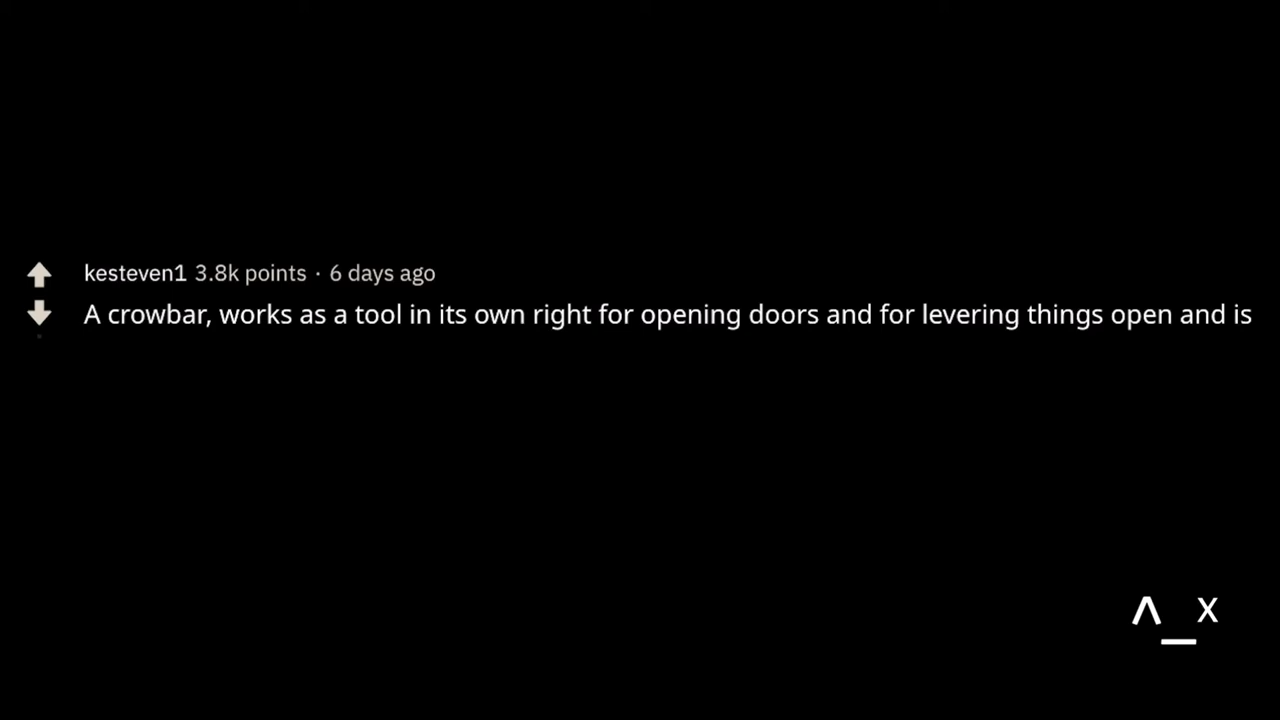 kesteven1 3.8k points · 6 days ago
A crowbar, works as a tool in its own right for opening doors and for levering things open and is
^_x